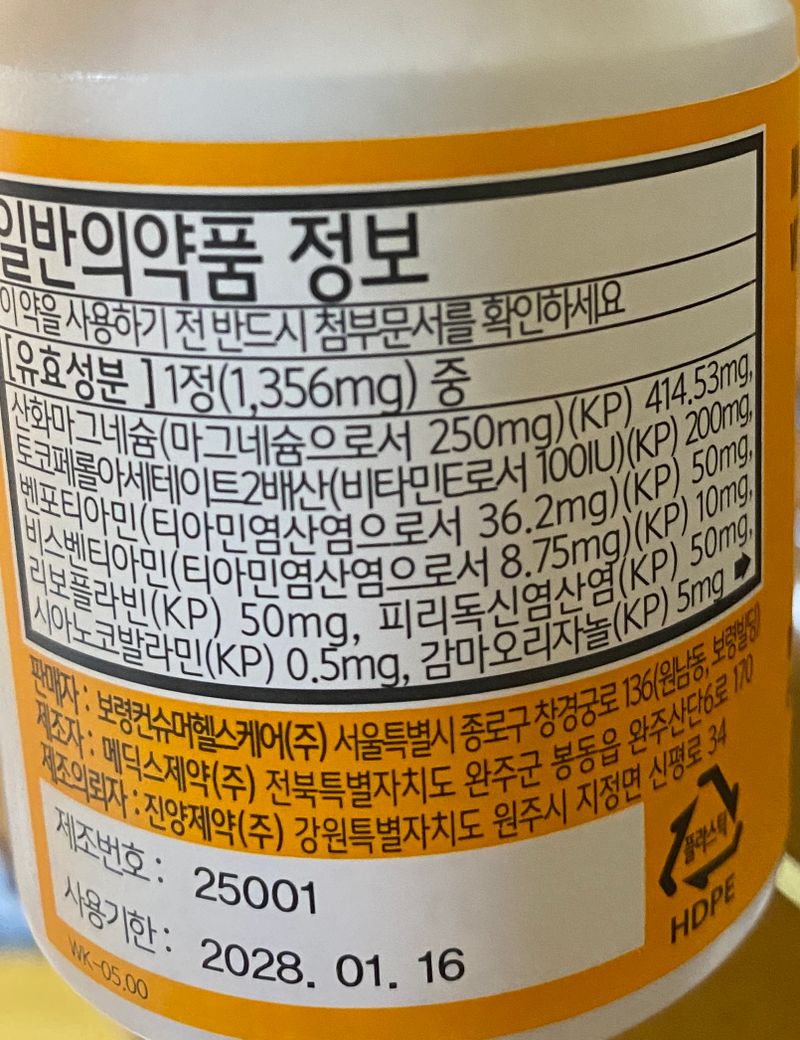 일반의약품 정보
이 약을 사용하기 전 반드시 첨부문서를 확인하세요
[유효성분] 1정(1,356mg) 중
산화마그네슘(마그네슘으로서 250mg)(KP) 414.53mg,
토코페롤아세테이트2배산(비타민E로서 100IU)(KP) 200mg,
벤포티아민(티아민염산염으로서 36.2mg)(KP) 50mg,
비스벤티아민(티아민염산염으로서 8.75mg)(KP) 10mg,
리보플라빈(KP) 50mg, 피리독신염산염(KP) 50mg,
시아노코발라민(KP) 0.5mg, 감마오리자놀(KP) 5mg
판매자 : 보령컨슈머헬스케어(주) 서울특별시 종로구 창경궁로 136(원남동, 보령빌딩)
제조자 : 메딕스제약(주) 전북특별자치도 완주군 봉동읍 완주산단6로 170
제조의뢰자 : 진양제약(주) 강원특별자치도 원주시 지정면 신평로 34
제조번호 : 25001
사용기한 : 2028. 01. 16
플라스틱
HDPE
WK-05.00